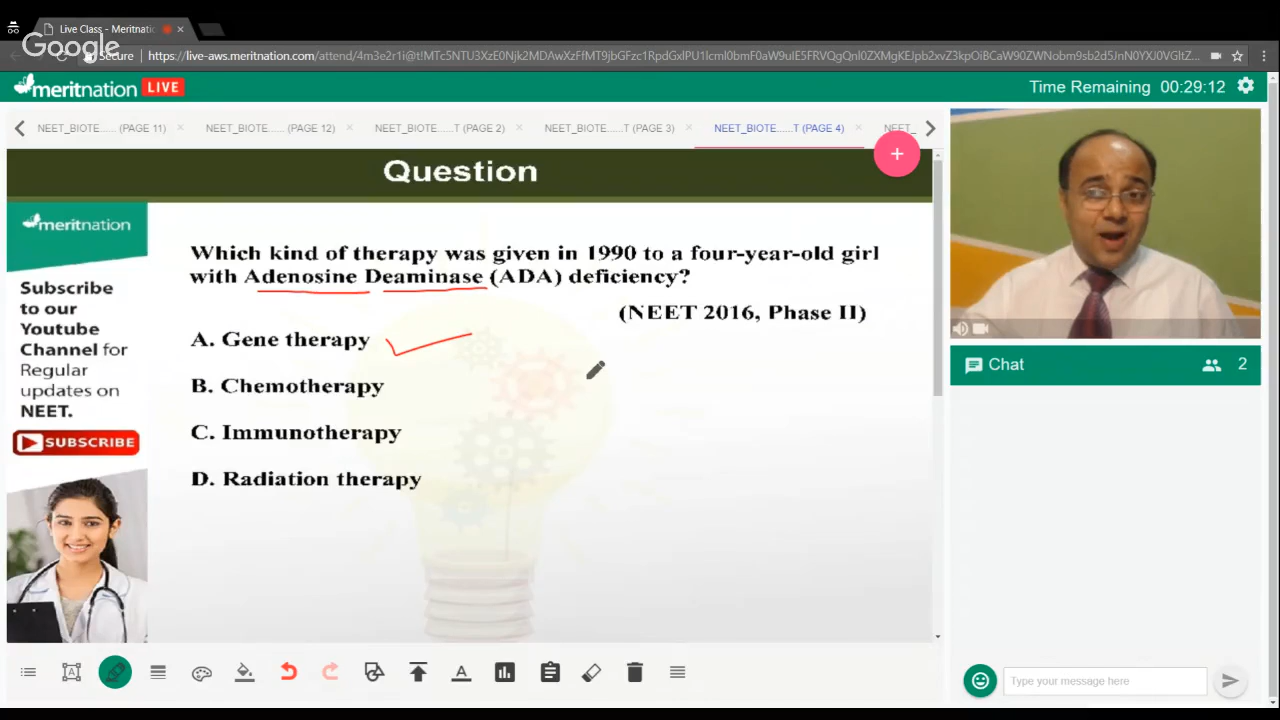 Live Class - Meritnatic
Google
Secure
https://live-aws.meritnation.com/attend/
meritnation LIVE
Time Remaining 00:29:12
NEET_BIOTE...... (PAGE 11)
NEET_BIOTE...... (PAGE 12)
NEET_BIOTE......T (PAGE 2)
NEET_BIOTE......T (PAGE 3)
NEET_BIOTE......T (PAGE 4)
NEET_
Question
meritnation
Subscribe
to our
Youtube
Channel for
Regular
updates on
NEET.
SUBSCRIBE
Which kind of therapy was given in 1990 to a four-year-old girl
with Adenosine Deaminase (ADA) deficiency?
(NEET 2016, Phase II)
A. Gene therapy
B. Chemotherapy
C. Immunotherapy
D. Radiation therapy
Chat
2
Type your message here